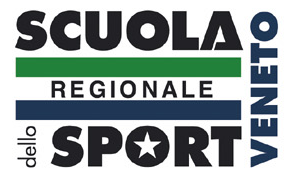 SCUOLA
REGIONALE
dello SPORT
VENETO